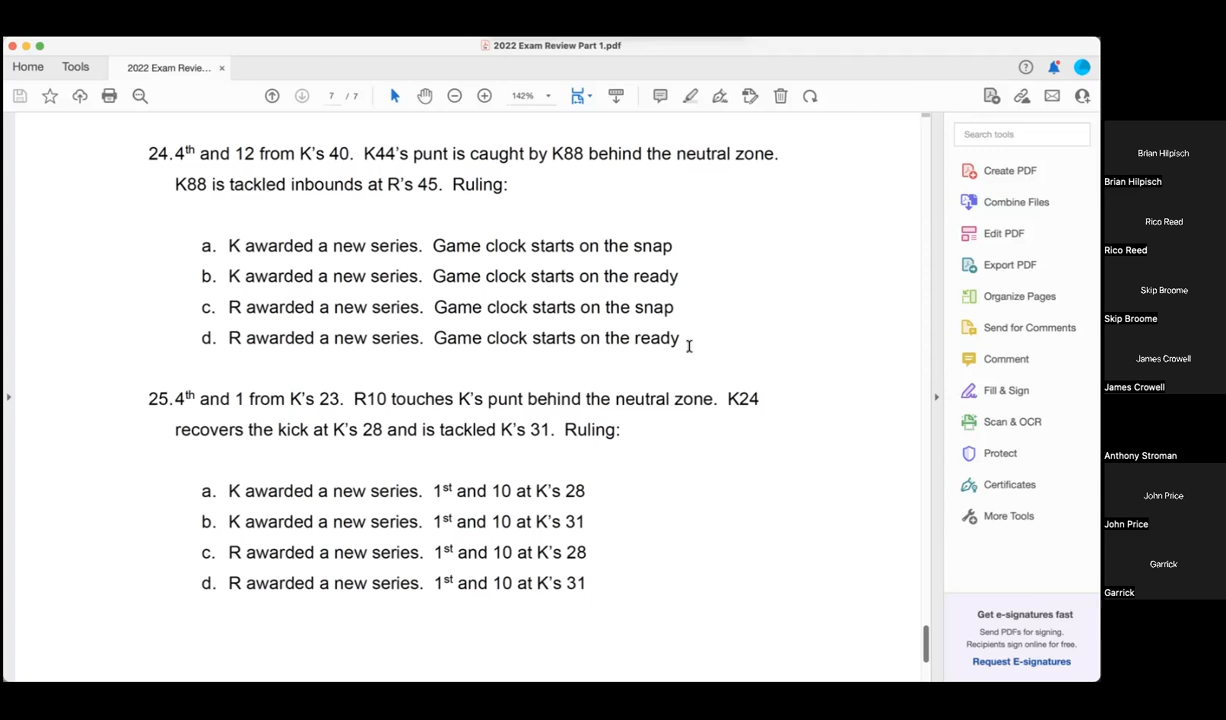 2022 Exam Review Part 1.pdf
Home Tools 2022 Exam Revie... ×
7 / 7 142%
24. 4th and 12 from K's 40. K44's punt is caught by K88 behind the neutral zone.
K88 is tackled inbounds at R's 45. Ruling:
a. K awarded a new series. Game clock starts on the snap
b. K awarded a new series. Game clock starts on the ready
c. R awarded a new series. Game clock starts on the snap
d. R awarded a new series. Game clock starts on the ready
25. 4th and 1 from K's 23. R10 touches K's punt behind the neutral zone. K24
recovers the kick at K's 28 and is tackled K's 31. Ruling:
a. K awarded a new series. 1st and 10 at K's 28
b. K awarded a new series. 1st and 10 at K's 31
c. R awarded a new series. 1st and 10 at K's 28
d. R awarded a new series. 1st and 10 at K's 31
Search tools
Create PDF
Combine Files
Edit PDF
Export PDF
Organize Pages
Send for Comments
Comment
Fill & Sign
Scan & OCR
Protect
Certificates
More Tools
Get e-signatures fast
Send PDFs for signing.
Recipients sign online for free.
Request E-signatures
Brian Hilpisch
Brian Hilpisch
Rico Reed
Rico Reed
Skip Broome
Skip Broome
James Crowell
James Crowell
Anthony Stroman
John Price
John Price
Garrick
Garrick